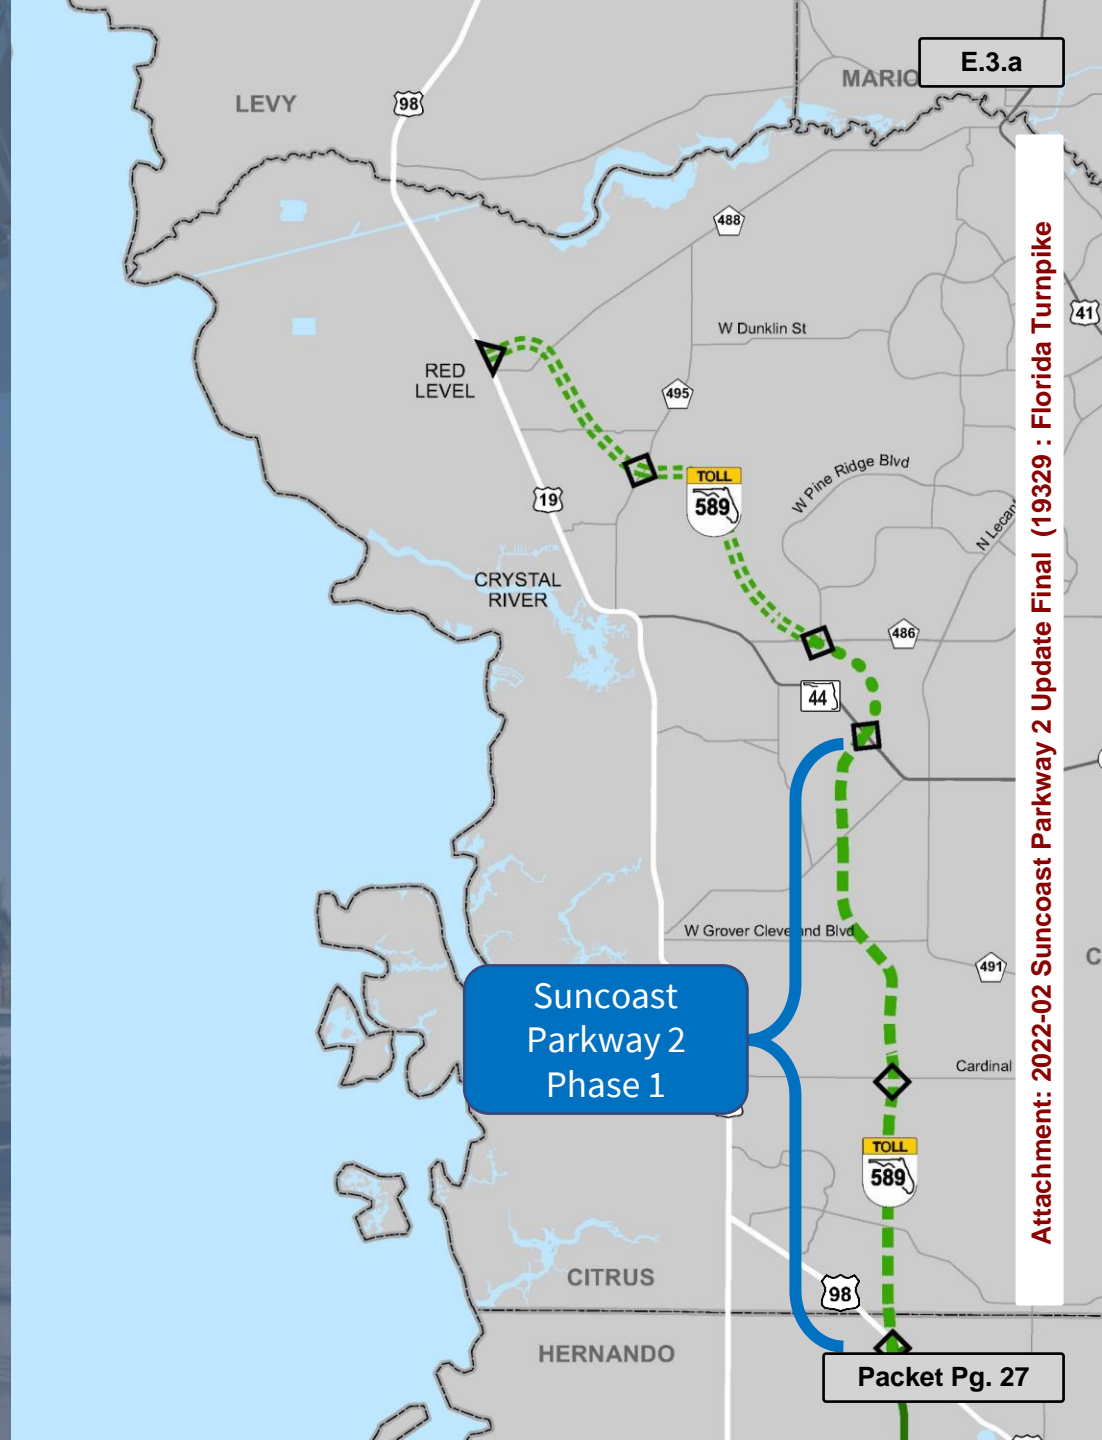 E.3.a
MARIO
LEVY
98
488
41
W Dunklin St
RED
LEVEL
495
W Pine Ridge Blvd
TOLL
589
19
N Lecan
CRYSTAL
RIVER
486
44
W Grover Cleveland Blvd
491
C
Suncoast
Parkway 2
Phase 1
Cardinal
TOLL
589
CITRUS
98
HERNANDO
Packet Pg. 27
Attachment: 2022-02 Suncoast Parkway 2 Update Final (19329 : Florida Turnpike